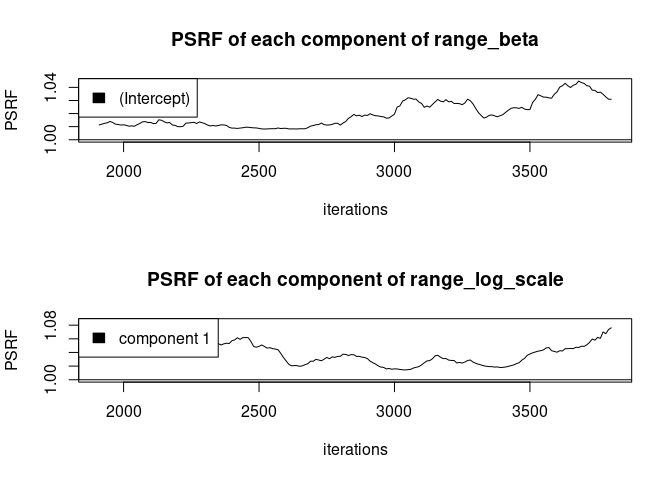 PSRF of each component of range_beta
PSRF
1.00 1.04
(Intercept)
2000 2500 3000 3500
iterations
PSRF of each component of range_log_scale
PSRF
1.00 1.08
component 1
2000 2500 3000 3500
iterations